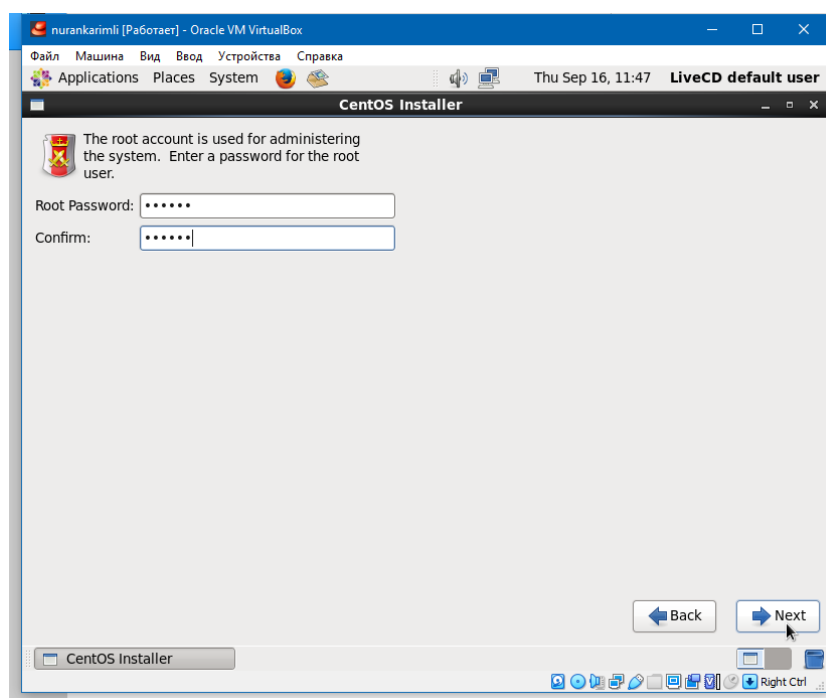 nurankarimli [Работает] - Oracle VM VirtualBox
Файл Машина Вид Ввод Устройства Справка
Applications Places System Thu Sep 16, 11:47 LiveCD default user
CentOS Installer
The root account is used for administering
the system. Enter a password for the root
user.
Root Password: ••••••
Confirm: ••••••
Back Next
CentOS Installer
Right Ctrl